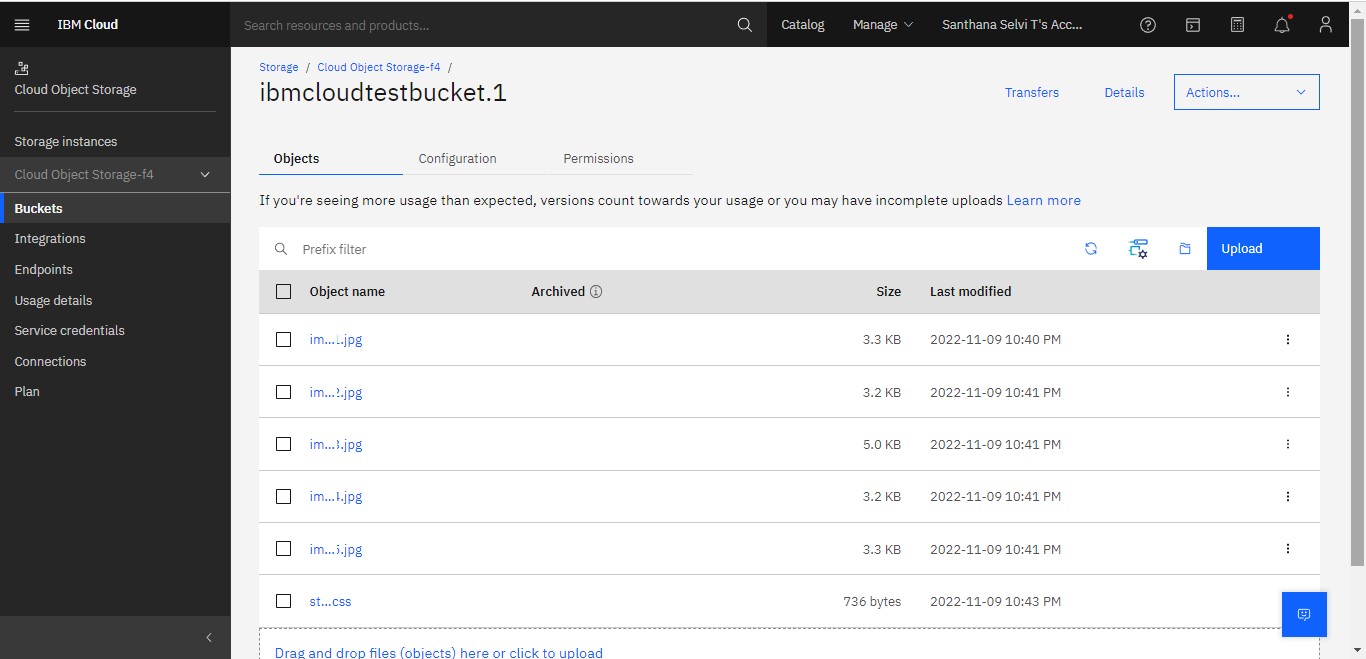 IBM Cloud
Search resources and products...
Catalog
Manage
Santhana Selvi T's Acc...
Cloud Object Storage
Storage instances
Cloud Object Storage-f4
Buckets
Integrations
Endpoints
Usage details
Service credentials
Connections
Plan
Storage / Cloud Object Storage-f4 /
ibmcloudtestbucket.1
Transfers
Details
Actions...
Objects
Configuration
Permissions
If you're seeing more usage than expected, versions count towards your usage or you may have incomplete uploads Learn more
Prefix filter
Upload
Object name Archived Size Last modified
im...1.jpg 3.3 KB 2022-11-09 10:40 PM
im...2.jpg 3.2 KB 2022-11-09 10:41 PM
im...3.jpg 5.0 KB 2022-11-09 10:41 PM
im...4.jpg 3.2 KB 2022-11-09 10:41 PM
im...5.jpg 3.3 KB 2022-11-09 10:41 PM
st...css 736 bytes 2022-11-09 10:43 PM
Drag and drop files (objects) here or click to upload